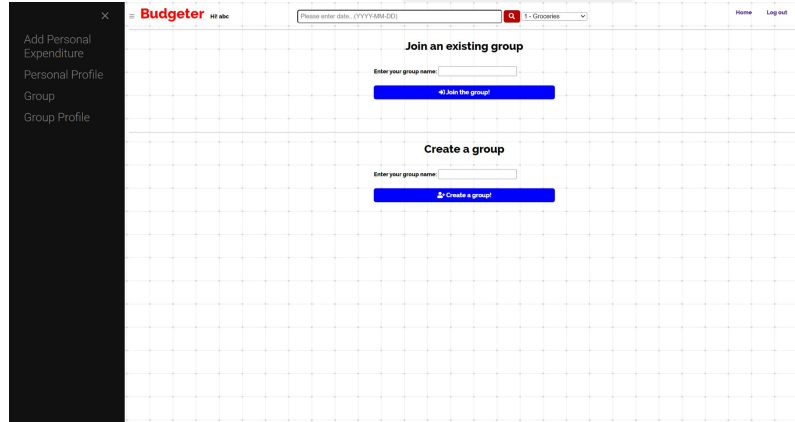 ×
Add Personal
Expenditure
Personal Profile
Group
Group Profile
≡ Budgeter Hi! abc
Please enter date...(YYYY-MM-DD)
1 - Groceries
Home Log out
Join an existing group
Enter your group name:
Join the group!
Create a group
Enter your group name:
Create a group!